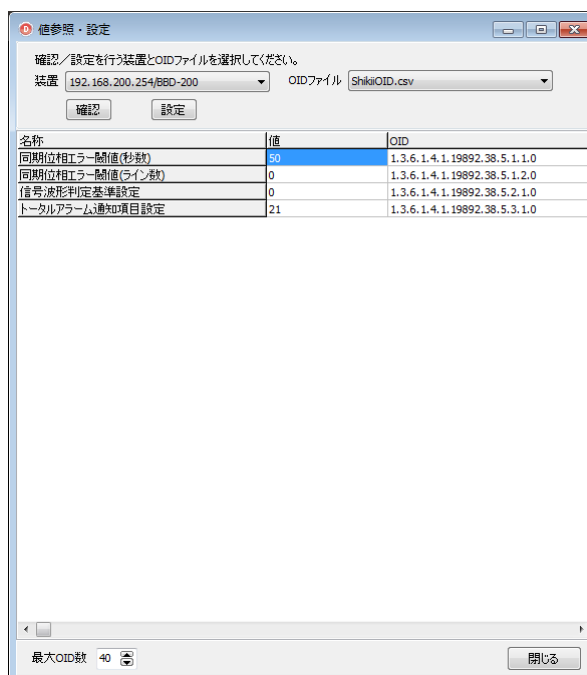 値参照・設定
確認／設定を行う装置とOIDファイルを選択してください。
装置 192.168.200.254/BBD-200 OIDファイル ShikiiOID.csv
確認 設定
名称 値 OID
同期位相エラー閾値(秒数) 50 1.3.6.1.4.1.19892.38.5.1.1.0
同期位相エラー閾値(ライン数) 0 1.3.6.1.4.1.19892.38.5.1.2.0
信号波形判定基準設定 0 1.3.6.1.4.1.19892.38.5.2.1.0
トータルアラーム通知項目設定 21 1.3.6.1.4.1.19892.38.5.3.1.0
最大OID数 40 閉じる